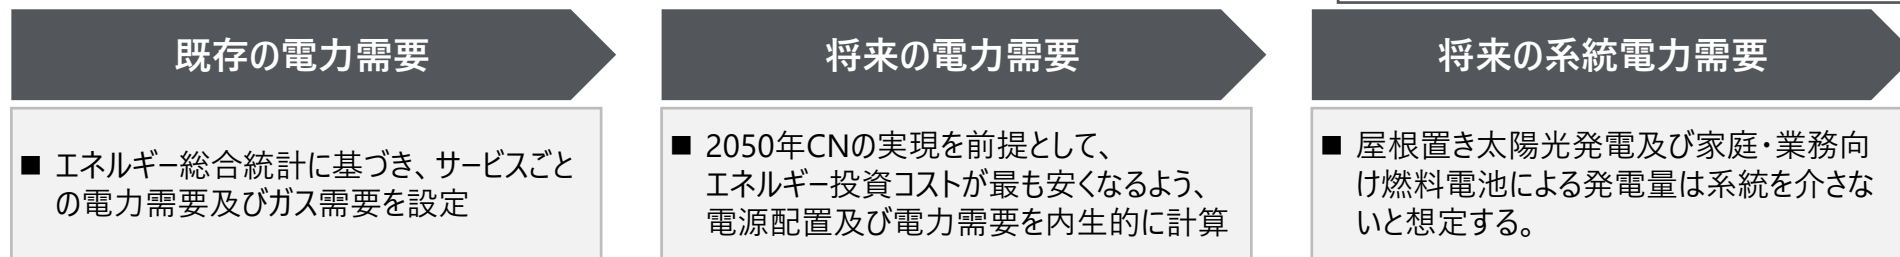 既存の電力需要
■ エネルギー総合統計に基づき、サービスごと
の電力需要及びガス需要を設定
将来の電力需要
■ 2050年CNの実現を前提として、
エネルギー投資コストが最も安くなるよう、
電源配置及び電力需要を内生的に計算
将来の系統電力需要
■ 屋根置き太陽光発電及び家庭・業務向
け燃料電池による発電量は系統を介さな
いと想定する。